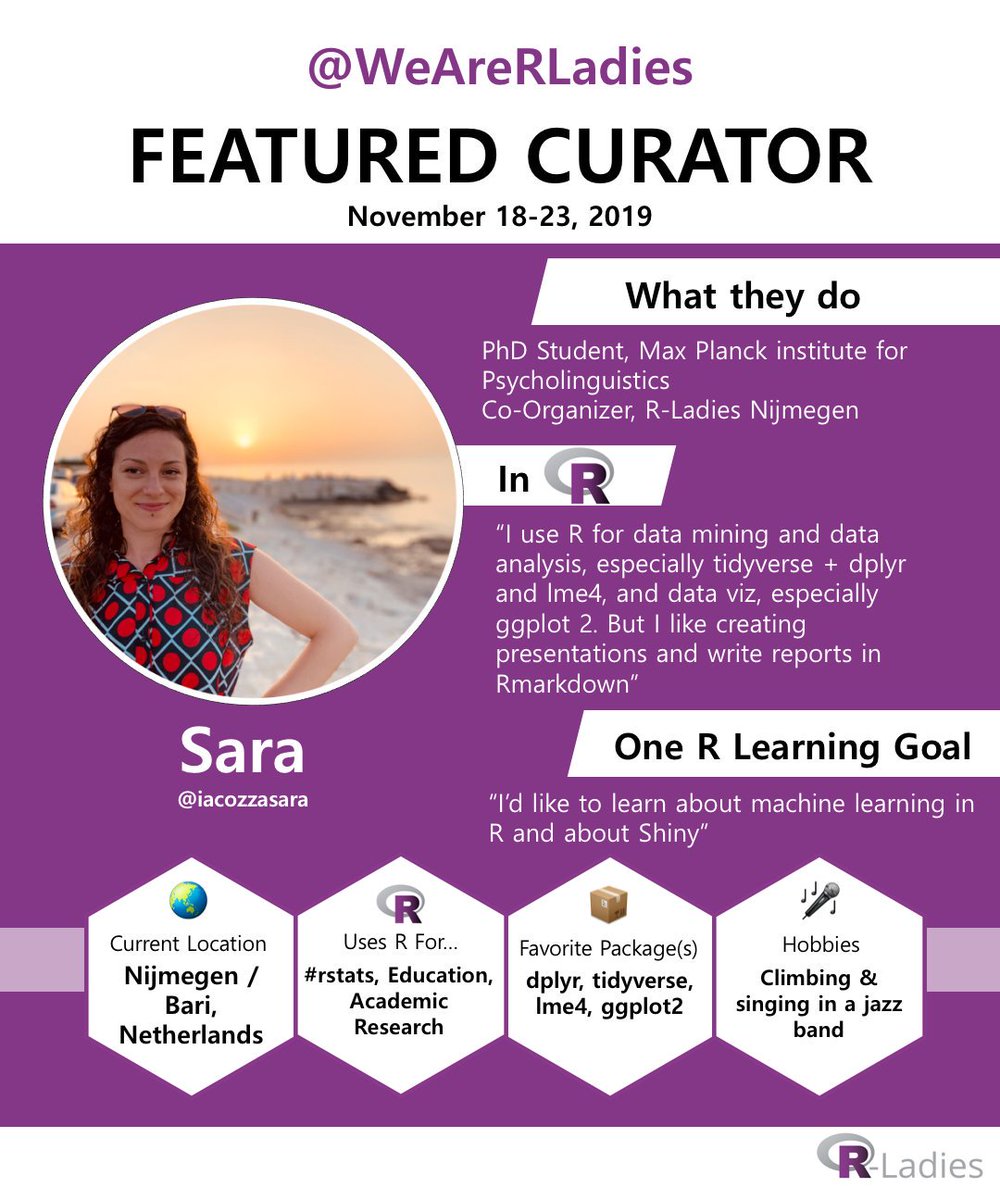 @WeAreRLadies
FEATURED CURATOR
November 18-23, 2019
What they do
PhD Student, Max Planck institute for
Psycholinguistics
Co-Organizer, R-Ladies Nijmegen
In R
“I use R for data mining and data
analysis, especially tidyverse + dplyr
and lme4, and data viz, especially
ggplot 2. But I like creating
presentations and write reports in
Rmarkdown”
Sara
@iacozzasara
One R Learning Goal
“I’d like to learn about machine learning in
R and about Shiny”
Current Location
Nijmegen /
Bari,
Netherlands
R
Uses R For...
#rstats, Education,
Academic
Research
Favorite Package(s)
dplyr, tidyverse,
lme4, ggplot2
Hobbies
Climbing &
singing in a jazz
band
R-Ladies